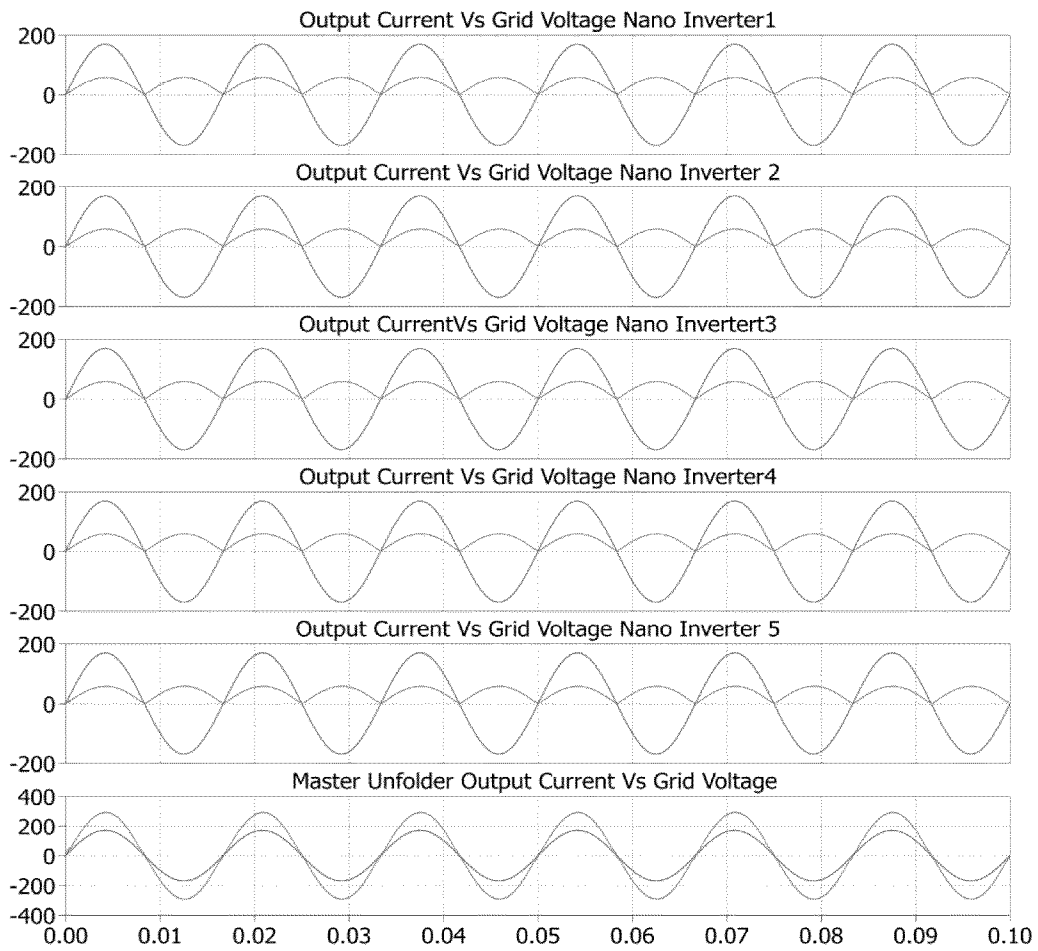 Output Current Vs Grid Voltage Nano Inverter1
200
0
-200
Output Current Vs Grid Voltage Nano Inverter 2
200
0
-200
Output CurrentVs Grid Voltage Nano Invertert3
200
0
-200
Output Current Vs Grid Voltage Nano Inverter4
200
0
-200
Output Current Vs Grid Voltage Nano Inverter 5
200
0
-200
Master Unfolder Output Current Vs Grid Voltage
400
200
0
-200
-400
0.00 0.01 0.02 0.03 0.04 0.05 0.06 0.07 0.08 0.09 0.10